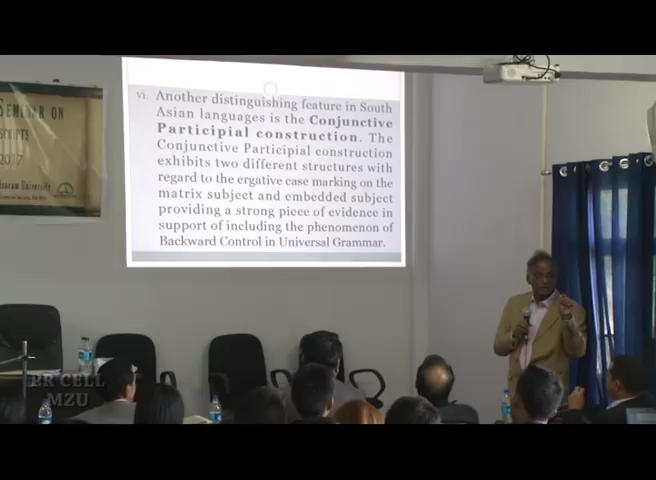 SEMINAR ON
SCRIPTS
2017
Mizoram University
vi. Another distinguishing feature in South
Asian languages is the Conjunctive
Participial construction. The
Conjunctive Participial construction
exhibits two different structures with
regard to the ergative case marking on the
matrix subject and embedded subject
providing a strong piece of evidence in
support of including the phenomenon of
Backward Control in Universal Grammar.
PR CELL
MZU